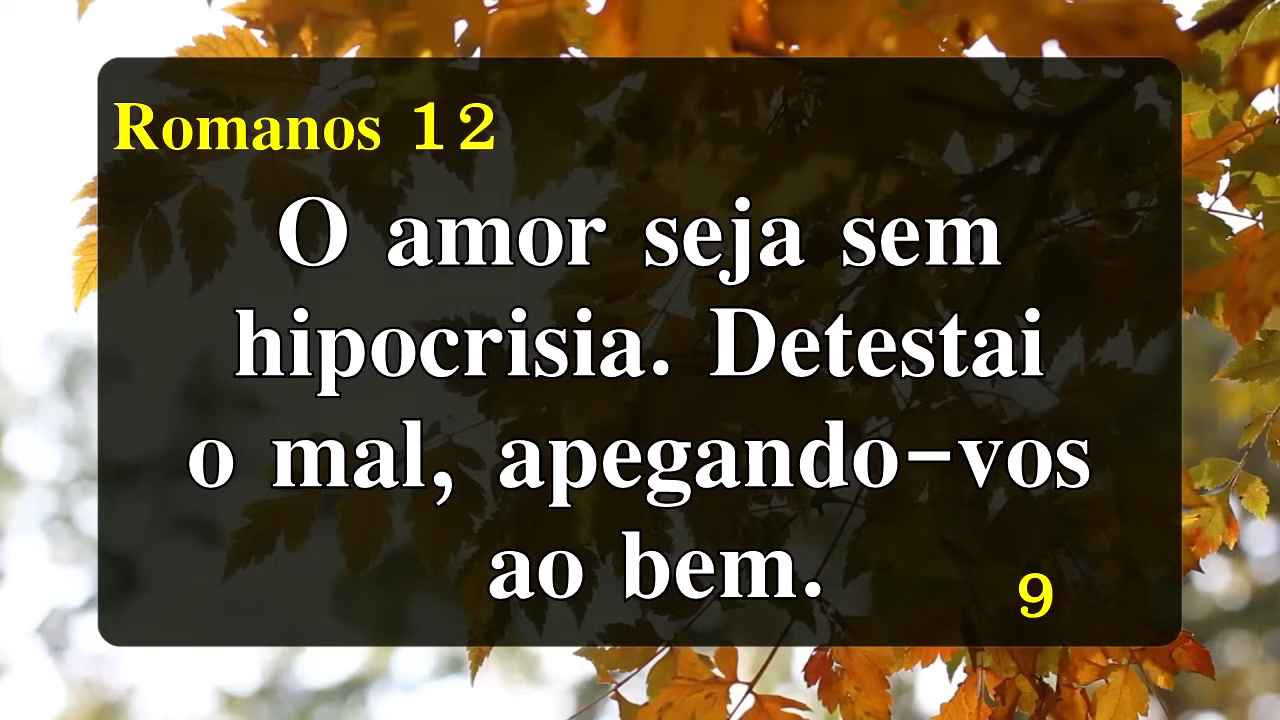 Romanos 12
O amor seja sem
hipocrisia. Detestai
o mal, apegando-vos
ao bem.
9